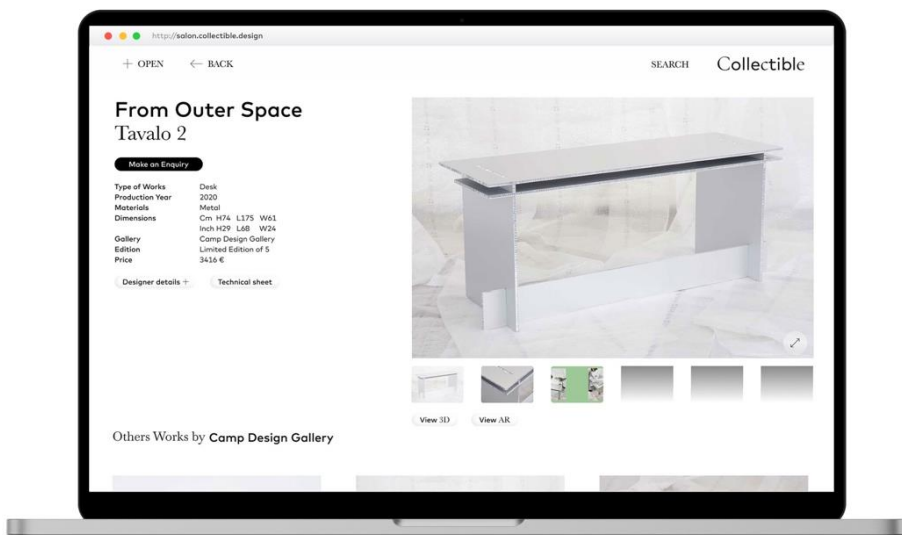 http://salon.collectible.design
OPEN BACK SEARCH Collectible
From Outer Space
Tavalo 2
Make an Enquiry
Type of Works Desk
Production Year 2020
Materials Metal
Dimensions Cm H74 L175 W61
Inch H29 L68 W24
Gallery Camp Design Gallery
Edition Limited Edition of 5
Price 3416 €
Designer details + Technical sheet
View 3D View AR
Others Works by Camp Design Gallery